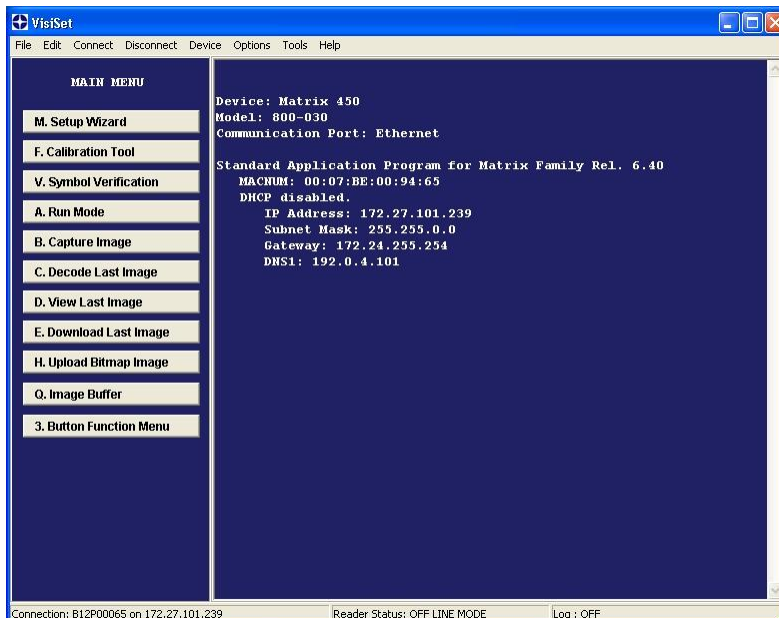 VisiSet
File Edit Connect Disconnect Device Options Tools Help
MAIN MENU
M. Setup Wizard
F. Calibration Tool
V. Symbol Verification
A. Run Mode
B. Capture Image
C. Decode Last Image
D. View Last Image
E. Download Last Image
H. Upload Bitmap Image
Q. Image Buffer
3. Button Function Menu
Device: Matrix 450
Model: 800-030
Communication Port: Ethernet
Standard Application Program for Matrix Family Rel. 6.40
MACNUM: 00:07:BE:00:94:65
DHCP disabled.
IP Address: 172.27.101.239
Subnet Mask: 255.255.0.0
Gateway: 172.24.255.254
DNS1: 192.0.4.101
Connection: B12P00065 on 172.27.101.239
Reader Status: OFF LINE MODE
Log : OFF